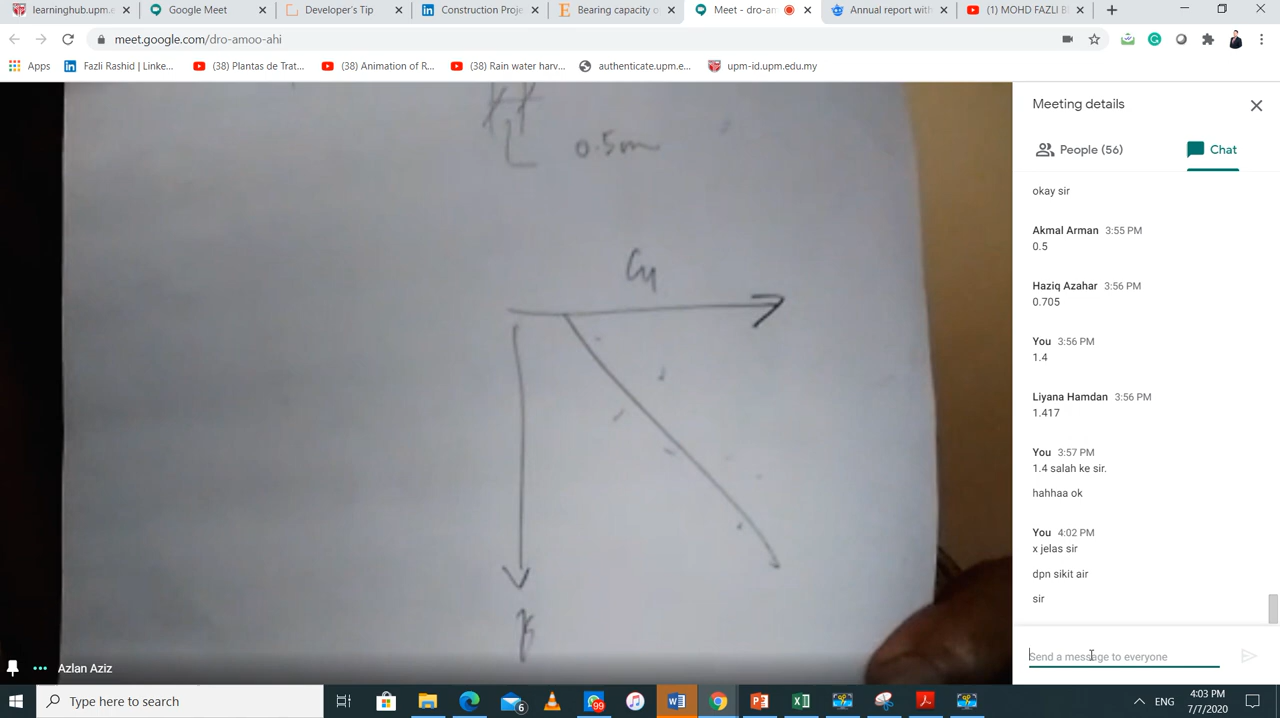 learninghub.upm.e
Google Meet
Developer's Tip
Construction Proje
Bearing capacity o
Meet - dro-am
Annual report with
(1) MOHD FAZLI B
meet.google.com/dro-amoo-ahi
Apps
Fazli Rashid | Linke...
(38) Plantas de Trat...
(38) Animation of R...
(38) Rain water harv...
authenticate.upm.e...
upm-id.upm.edu.my
0.5m
Cu
Azlan Aziz
Meeting details
People (56)
Chat
okay sir
Akmal Arman 3:55 PM
0.5
Haziq Azahar 3:56 PM
0.705
You 3:56 PM
1.4
Liyana Hamdan 3:56 PM
1.417
You 3:57 PM
1.4 salah ke sir.
hahhaa ok
You 4:02 PM
x jelas sir
dpn sikit air
sir
Send a message to everyone
Type here to search
6
99
ENG
4:03 PM
7/7/2020